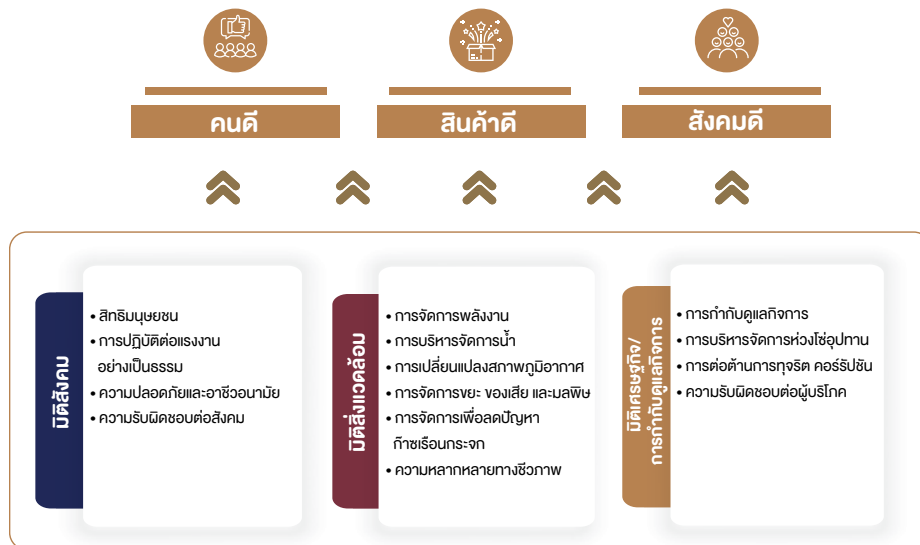 คนดี
สินค้าดี
สังคมดี
มิติสังคม
• สิทธิมนุษยชน
• การปฏิบัติต่อแรงงาน
อย่างเป็นธรรม
• ความปลอดภัยและอาชีวอนามัย
• ความรับผิดชอบต่อสังคม
มิติสิ่งแวดล้อม
• การจัดการพลังงาน
• การบริหารจัดการน้ำ
• การเปลี่ยนแปลงสภาพภูมิอากาศ
• การจัดการขยะ ของเสีย และมลพิษ
• การจัดการเพื่อลดปัญหา
ก๊าซเรือนกระจก
• ความหลากหลายทางชีวภาพ
มิติเศรษฐกิจ/
การกำกับดูแลกิจการ
• การกำกับดูแลกิจการ
• การบริหารจัดการห่วงโซ่อุปทาน
• การต่อต้านการทุจริต คอร์รัปชัน
• ความรับผิดชอบต่อผู้บริโภค